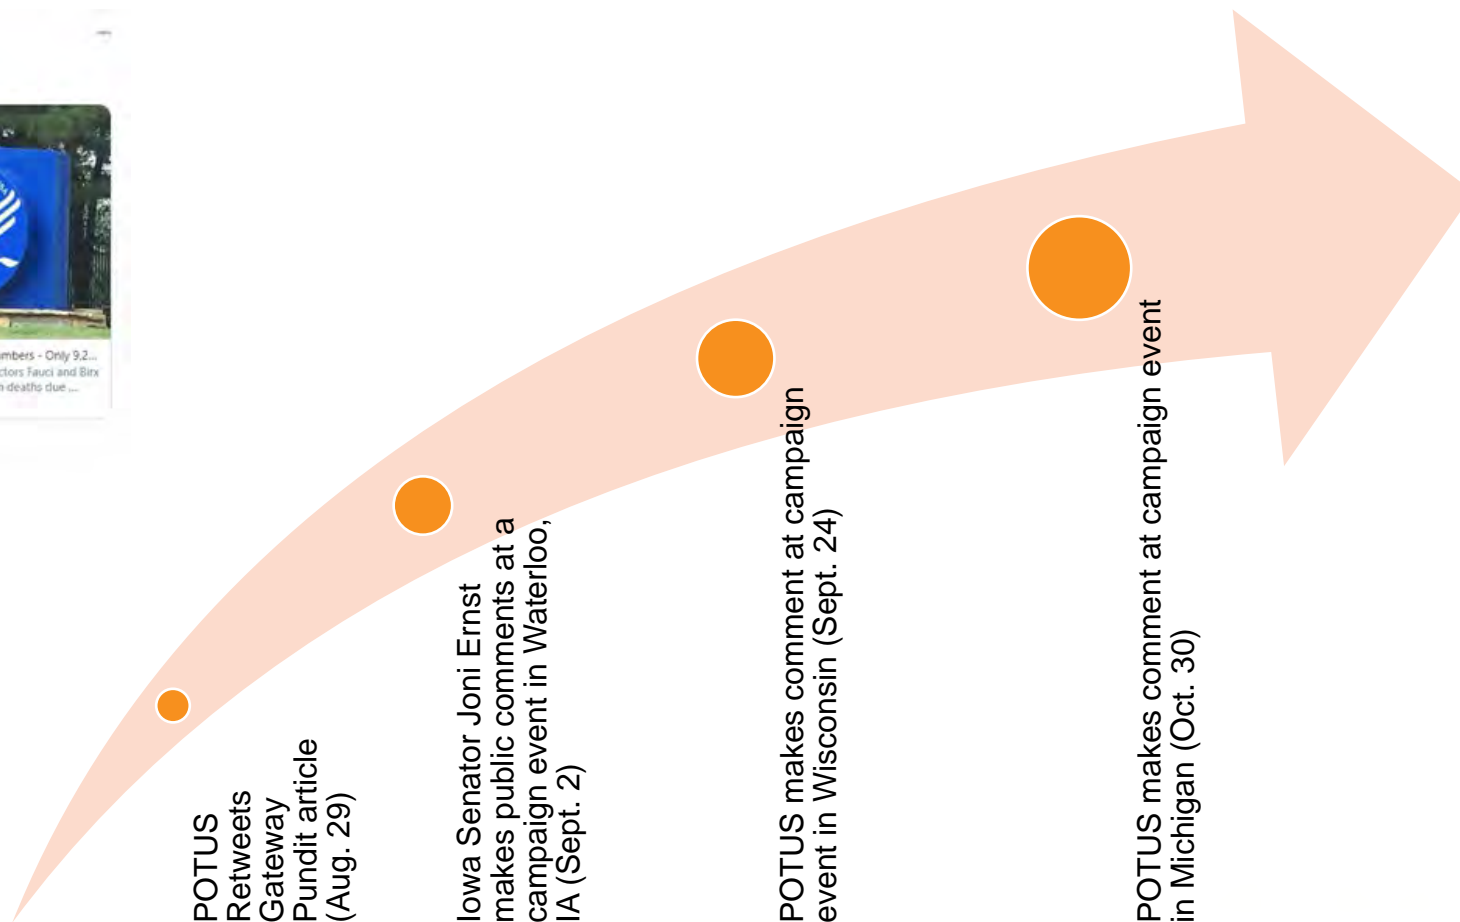 mbers - Only 9,2...
ctors Fauci and Birx
n deaths due ...
POTUS
Retweets
Gateway
Pundit article
(Aug. 29)
Iowa Senator Joni Ernst
makes public comments at a
campaign event in Waterloo,
IA (Sept. 2)
POTUS makes comment at campaign
event in Wisconsin (Sept. 24)
POTUS makes comment at campaign event
in Michigan (Oct. 30)